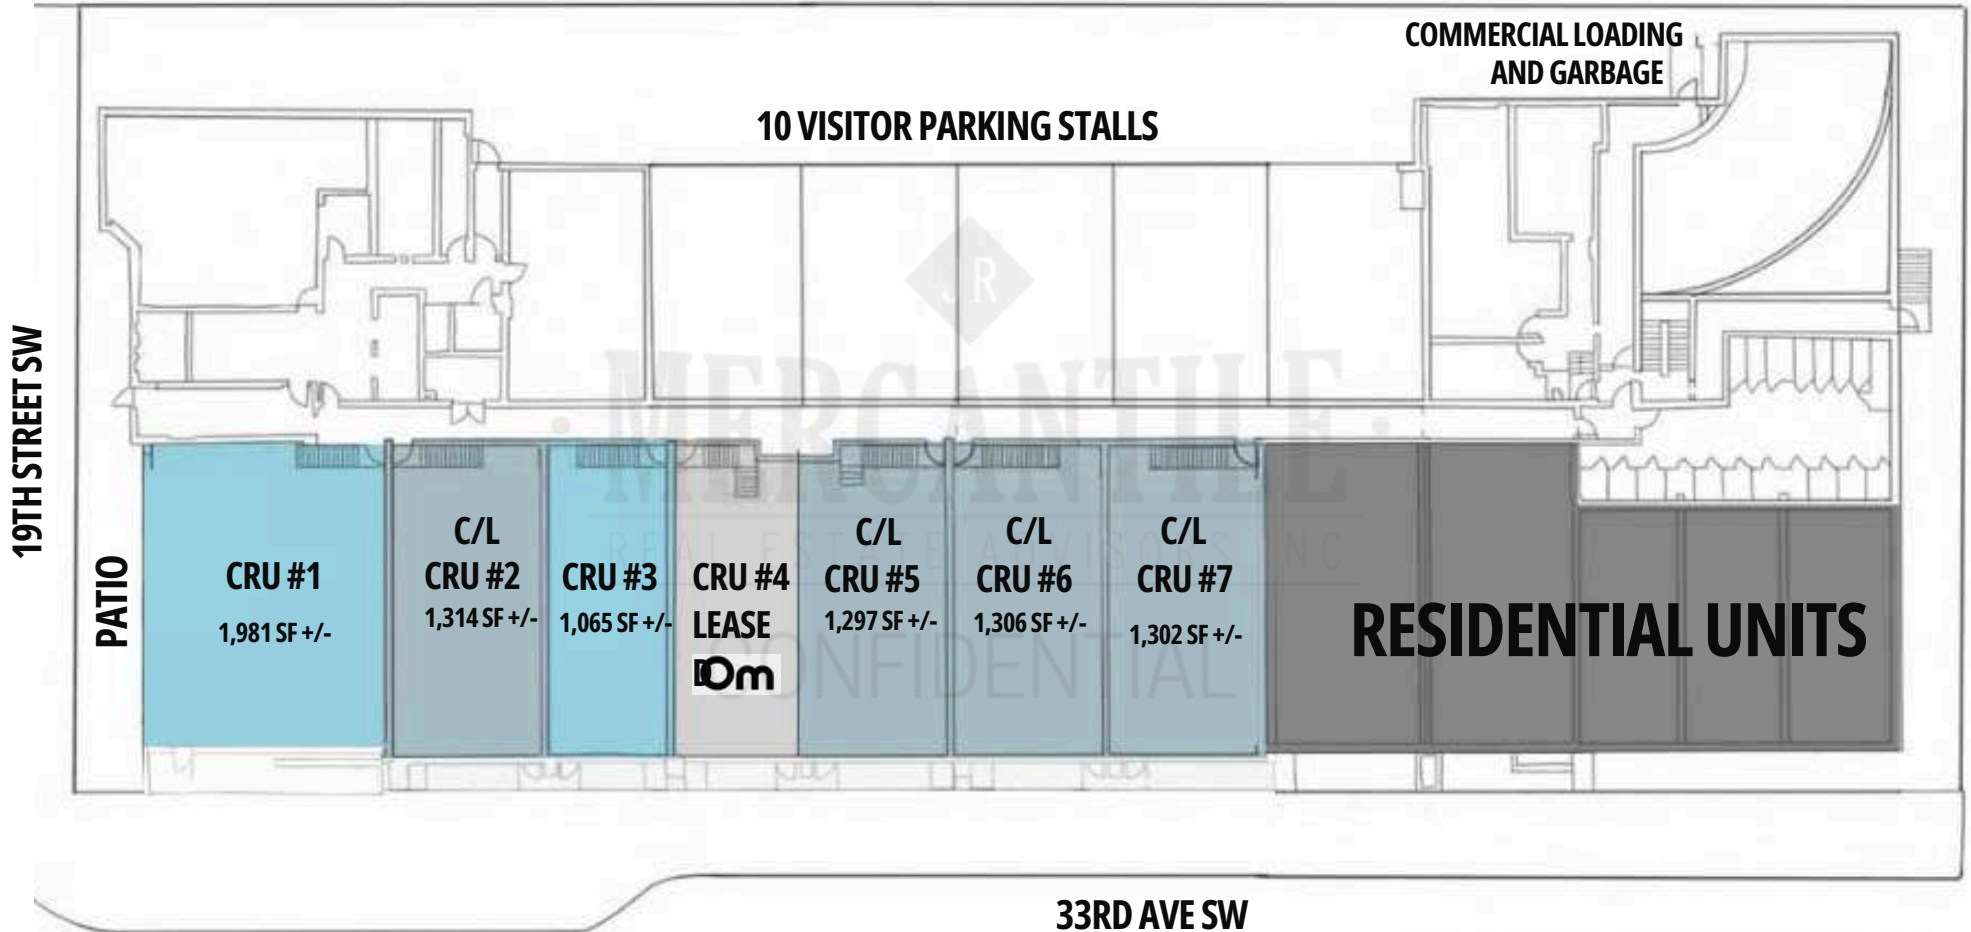 COMMERCIAL LOADING
AND GARBAGE
10 VISITOR PARKING STALLS
19TH STREET SW
PATIO
CRU #1
1,981 SF +/-
C/L
CRU #2
1,314 SF +/-
CRU #3
1,065 SF +/-
CRU #4
LEASE
DOm
C/L
CRU #5
1,297 SF +/-
C/L
CRU #6
1,306 SF +/-
C/L
CRU #7
1,302 SF +/-
RESIDENTIAL UNITS
33RD AVE SW
JR
· MERCANTILE ·
REAL ESTATE ADVISORS INC
CONFIDENTIAL